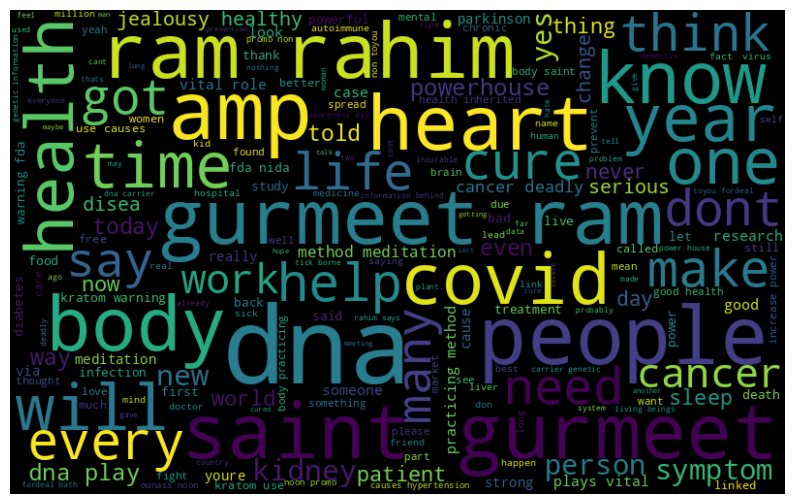 feel million man
jealousy healthy powerful mental parkinson
yeah used look autoimmune chronic yes thing think
ram rahim
promo non non toyou
cant thank
nothing
body saint change
fact virus
health got vital role better case powerhouse know
thats lung
genetic information
everyone
amp heart
women spread health inherited
use causes told name human prevent year
maybe kid found
self
tell
time fda nida talk two incurable problem one
life cure
warning fda may dna carrier brain never serious
disea study medicine information behind cancer deadly
hospital
toyou fordeal
today free due bad live lead research dont
gurmeet ram
food really well method meditation even called let still
say care now ago real work help hope saying last covid far data getting mean power house make
tick borne link sure
kratom warning back plant made day good health
diabetes already sick
rahim says
treatment probably good
body dna people
way meditation deadly said many cause power
increase power
via infection new someone market practicing method see best carrier genetic cancer
thought meeting
body practicing
liver another
love mind first world something need want sleep death
will much doctor cured don
gave please friend long system living beings
every saint gurmeet
country part happen
dna play fight youre kidney patient strong person plays vital symptom
fordeal bath ounass noon noon promo kratom use causes hypertension linked